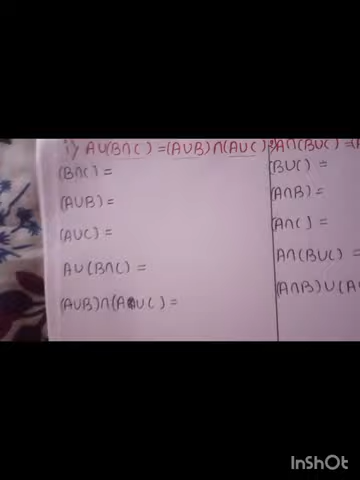 i) A∪(B∩C) = (A∪B)∩(A∪C)
(B∩C) =
(A∪B) =
(A∪C) =
A∪(B∩C) =
(A∪B)∩(A∪C) =
A∩(B∪C) =
(B∪C) =
(A∩B) =
(A∩C) =
A∩(B∪C) =
(A∩B)∪(A
InShOt